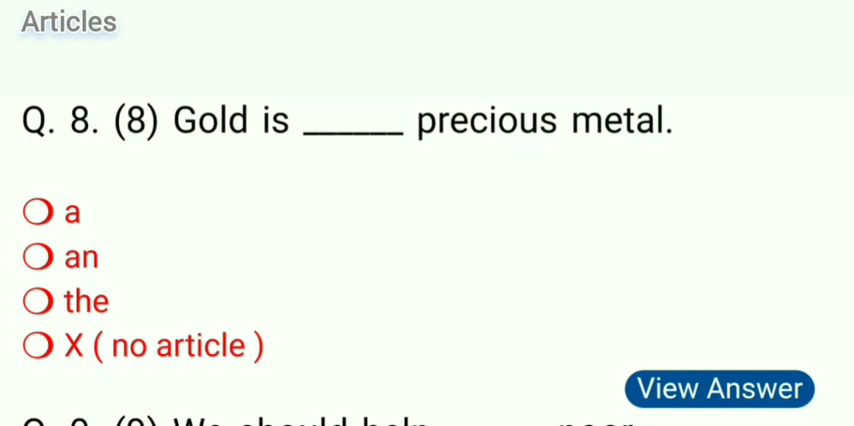 Articles
Q. 8. (8) Gold is ______ precious metal.
a
an
the
X ( no article )
View Answer